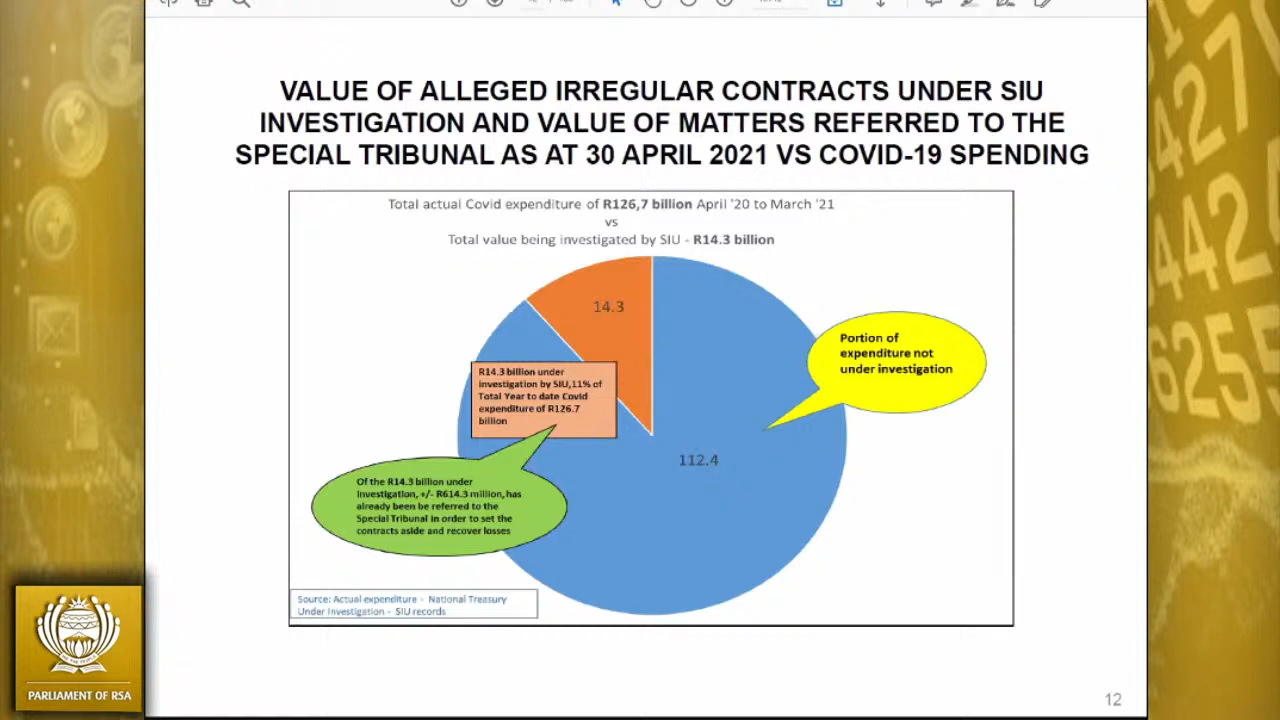 VALUE OF ALLEGED IRREGULAR CONTRACTS UNDER SIU
INVESTIGATION AND VALUE OF MATTERS REFERRED TO THE
SPECIAL TRIBUNAL AS AT 30 APRIL 2021 VS COVID-19 SPENDING
Total actual Covid expenditure of R126,7 billion April '20 to March '21
vs
Total value being investigated by SIU - R14.3 billion
14.3
Portion of
expenditure not
under investigation
R14.3 billion under
investigation by SIU,11% of
Total Year to date Covid
expenditure of R126.7
billion
112.4
Of the R14.3 billion under
investigation, +/- R614.3 million, has
already been be referred to the
Special Tribunal in order to set the
contracts aside and recover losses
Source: Actual expenditure - National Treasury
Under Investigation - SIU records
PARLIAMENT OF RSA
12